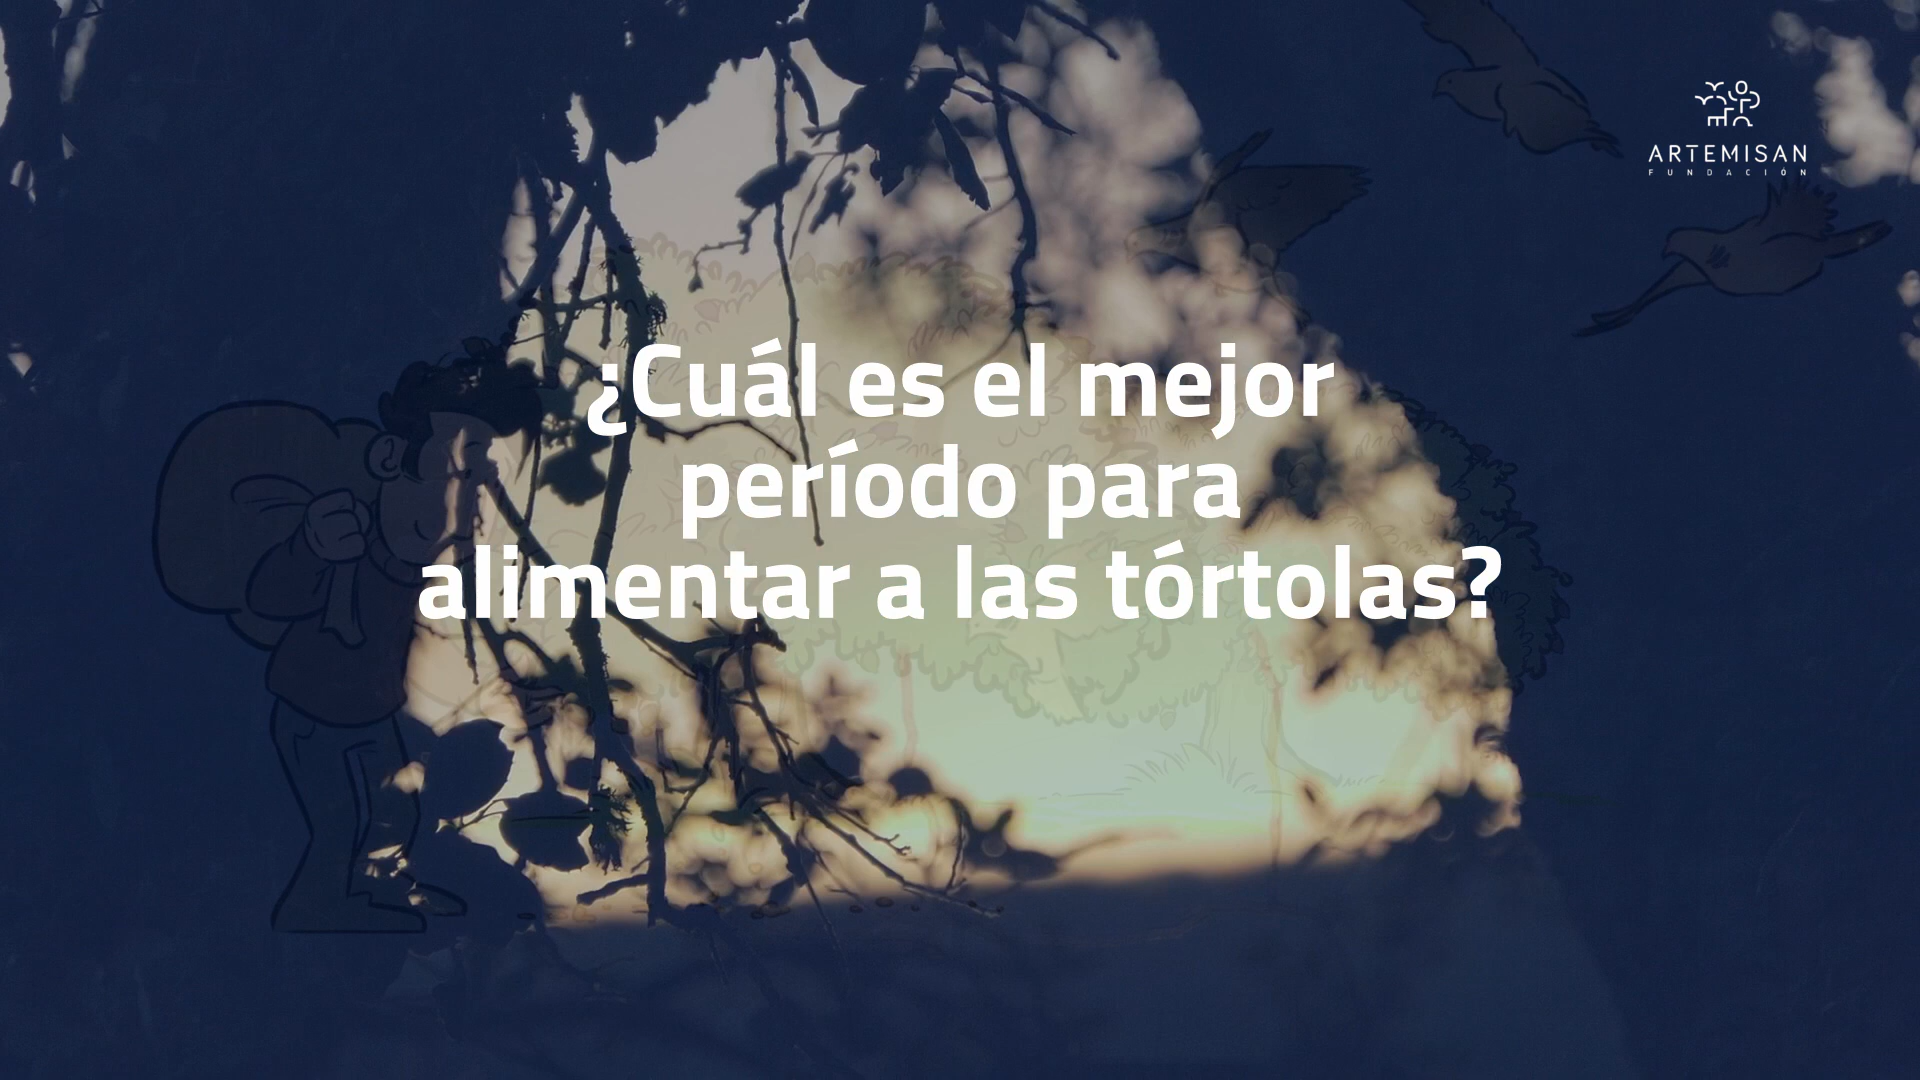 ARTEMISAN
FUNDACIÓN
¿Cuál es el mejor
período para
alimentar a las tórtolas?